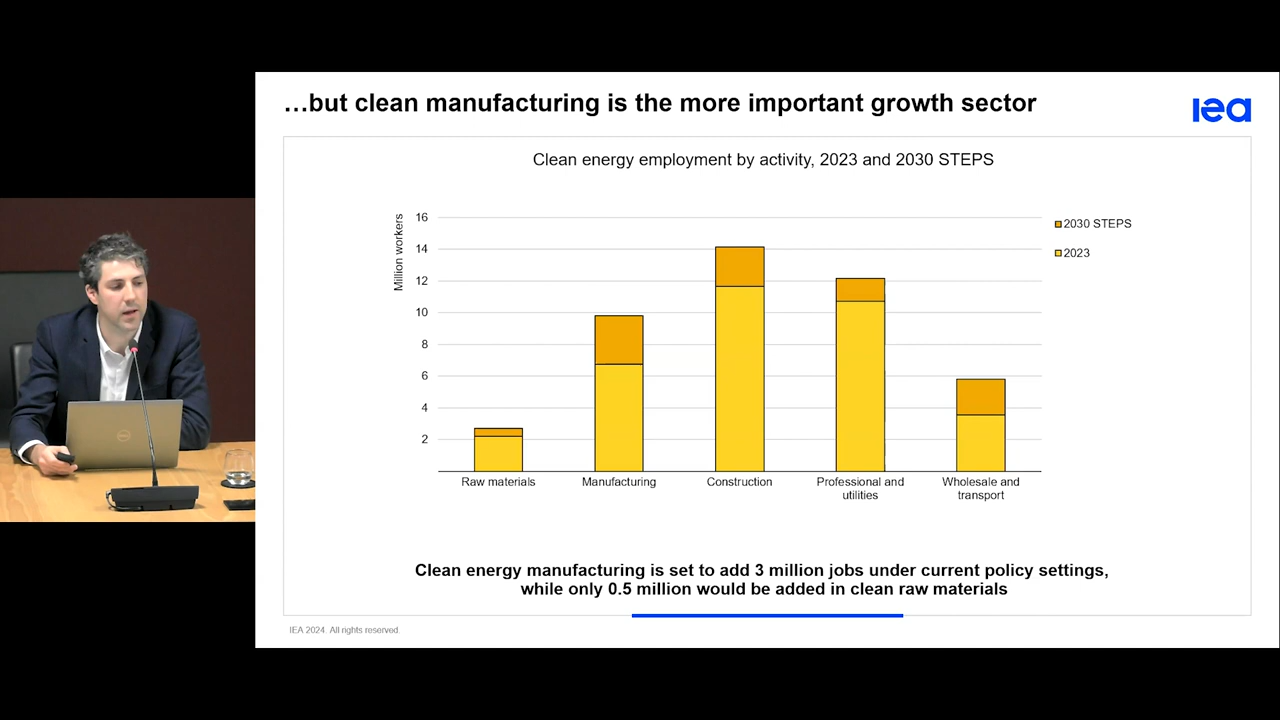 …but clean manufacturing is the more important growth sector
iea
Clean energy employment by activity, 2023 and 2030 STEPS
Million workers
16
14
12
10
8
6
4
2
2030 STEPS
2023
Raw materials
Manufacturing
Construction
Professional and
utilities
Wholesale and
transport
Clean energy manufacturing is set to add 3 million jobs under current policy settings,
while only 0.5 million would be added in clean raw materials
IEA 2024. All rights reserved.
DELL